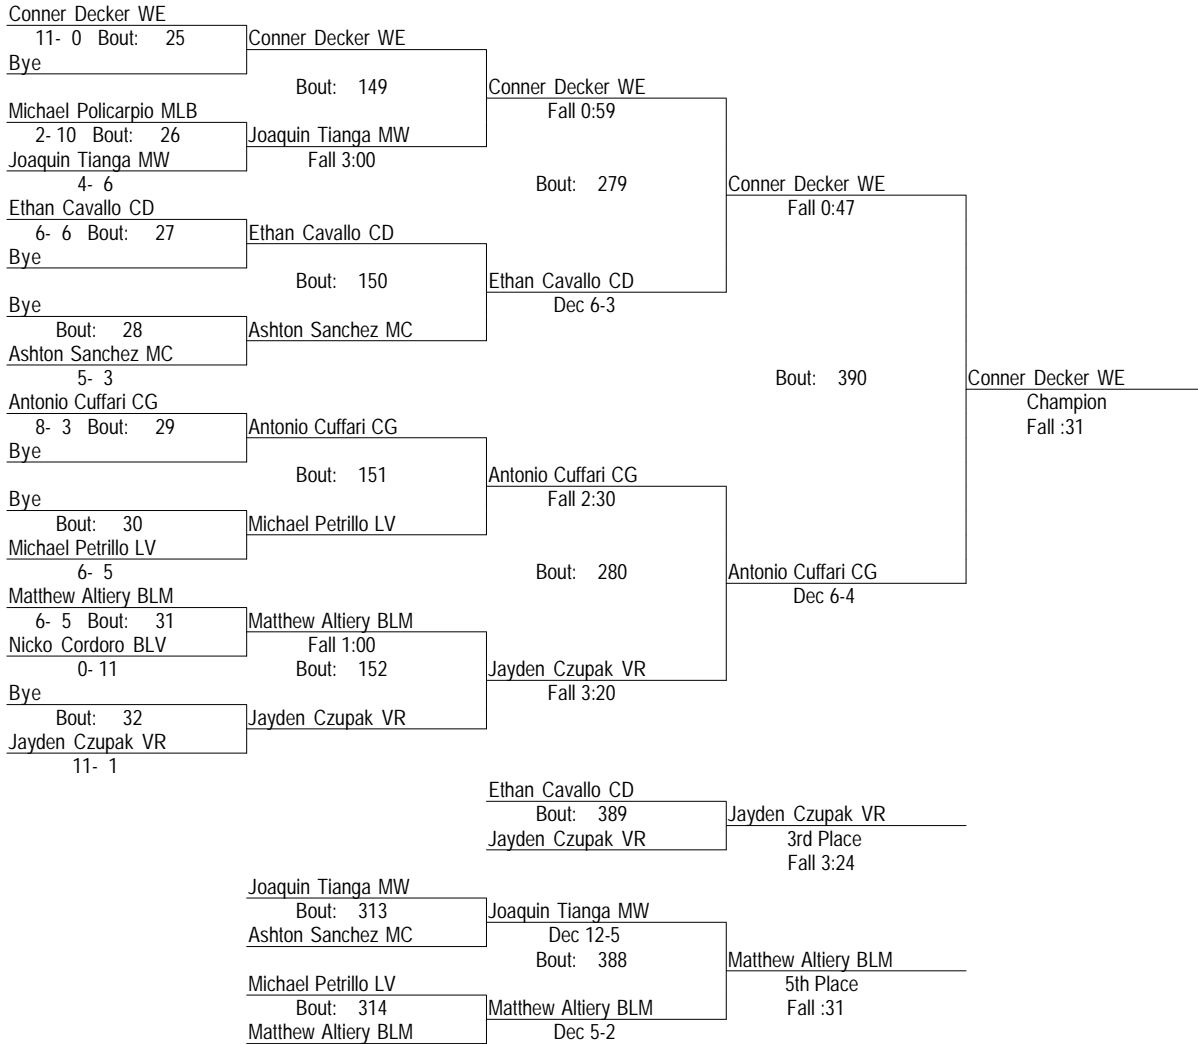 Conner Decker WE
11- 0 Bout: 25
Bye
Conner Decker WE
Bout: 149
Michael Policarpio MLB
2- 10 Bout: 26
Joaquin Tianga MW
4- 6
Joaquin Tianga MW
Fall 3:00
Conner Decker WE
Fall 0:59
Bout: 279
Ethan Cavallo CD
6- 6 Bout: 27
Bye
Ethan Cavallo CD
Bout: 150
Bye
Bout: 28
Ashton Sanchez MC
5- 3
Ashton Sanchez MC
Ethan Cavallo CD
Dec 6-3
Conner Decker WE
Fall 0:47
Bout: 390
Antonio Cuffari CG
8- 3 Bout: 29
Bye
Antonio Cuffari CG
Bout: 151
Bye
Bout: 30
Michael Petrillo LV
6- 5
Michael Petrillo LV
Antonio Cuffari CG
Fall 2:30
Bout: 280
Matthew Altiery BLM
6- 5 Bout: 31
Nicko Cordoro BLV
0- 11
Matthew Altiery BLM
Fall 1:00
Bout: 152
Bye
Bout: 32
Jayden Czupak VR
11- 1
Jayden Czupak VR
Jayden Czupak VR
Fall 3:20
Antonio Cuffari CG
Dec 6-4
Conner Decker WE
Champion
Fall :31
Ethan Cavallo CD
Bout: 389
Jayden Czupak VR
Jayden Czupak VR
3rd Place
Fall 3:24
Joaquin Tianga MW
Bout: 313
Ashton Sanchez MC
Joaquin Tianga MW
Dec 12-5
Bout: 388
Michael Petrillo LV
Bout: 314
Matthew Altiery BLM
Matthew Altiery BLM
Dec 5-2
Matthew Altiery BLM
5th Place
Fall :31